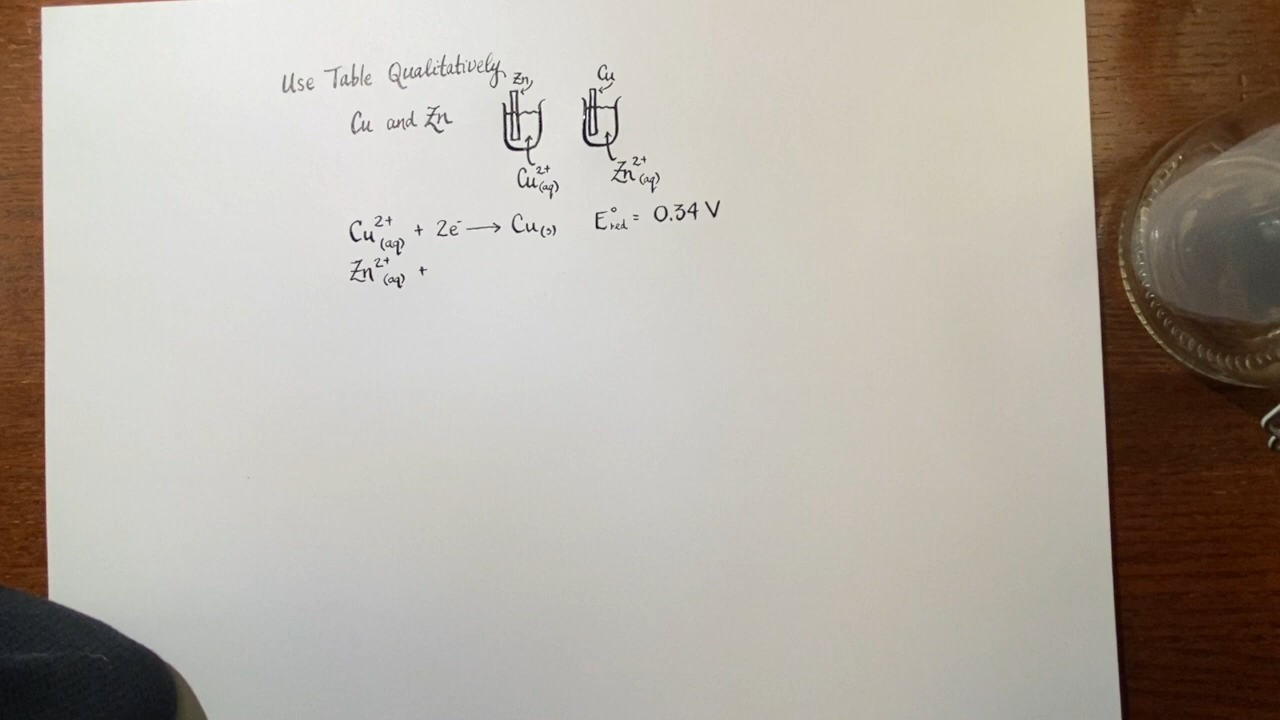 Use Table Qualitatively
Zn
Cu
Cu and Zn
Cu²⁺(aq)
Zn²⁺(aq)
Cu²⁺(aq) + 2e⁻ → Cu(s) E°red = 0.34 V
Zn²⁺(aq) +